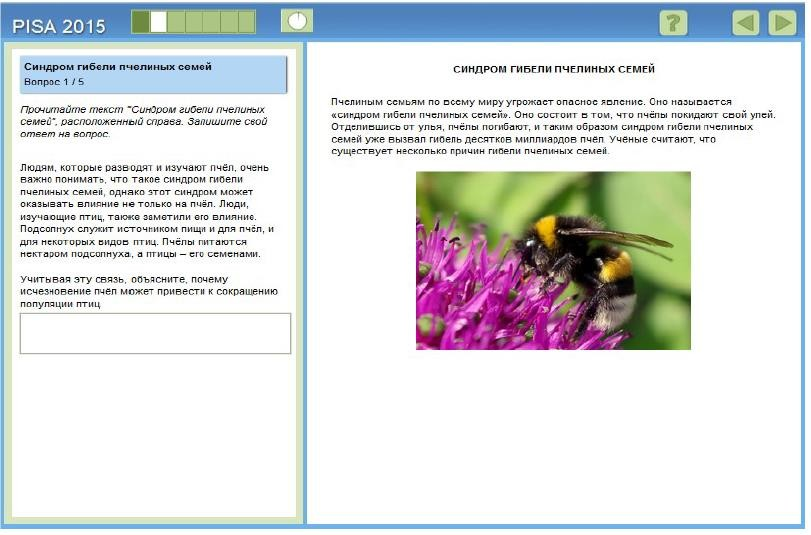 PISA 2015
?
Синдром гибели пчелиных семей
Вопрос 1 / 5
Прочитайте текст "Синдром гибели пчелиных
семей", расположенный справа. Запишите свой
ответ на вопрос.
Людям, которые разводят и изучают пчёл, очень
важно понимать, что такое синдром гибели
пчелиных семей, однако этот синдром может
оказывать влияние не только на пчёл. Люди,
изучающие птиц, также заметили его влияние.
Подсолнух служит источником пищи и для пчёл, и
для некоторых видов птиц. Пчёлы питаются
нектаром подсолнуха, а птицы – его семенами.
Учитывая эту связь, объясните, почему
исчезновение пчёл может привести к сокращению
популяции птиц.
СИНДРОМ ГИБЕЛИ ПЧЕЛИНЫХ СЕМЕЙ
Пчелиным семьям по всему миру угрожает опасное явление. Оно называется
«синдром гибели пчелиных семей». Оно состоит в том, что пчёлы покидают свой улей.
Отделившись от улья, пчёлы погибают, и таким образом синдром гибели пчелиных
семей уже вызвал гибель десятков миллиардов пчёл. Учёные считают, что
существует несколько причин гибели пчелиных семей.